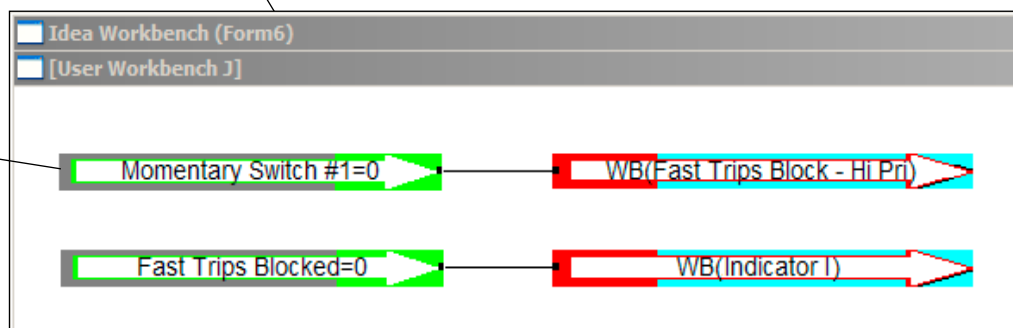 Idea Workbench (Form6)
[User Workbench J]
Momentary Switch #1=0 WB(Fast Trips Block - Hi Pri)
Fast Trips Blocked=0 WB(Indicator I)